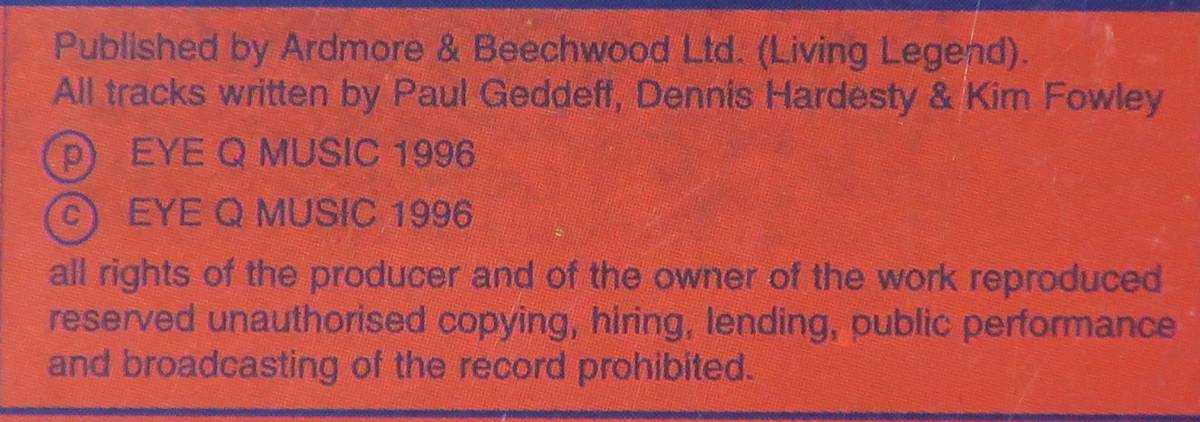 Published by Ardmore & Beechwood Ltd. (Living Legend).
All tracks written by Paul Geddeff, Dennis Hardesty & Kim Fowley
ⓟ EYE Q MUSIC 1996
ⓒ EYE Q MUSIC 1996
all rights of the producer and of the owner of the work reproduced
reserved unauthorised copying, hiring, lending, public performance
and broadcasting of the record prohibited.